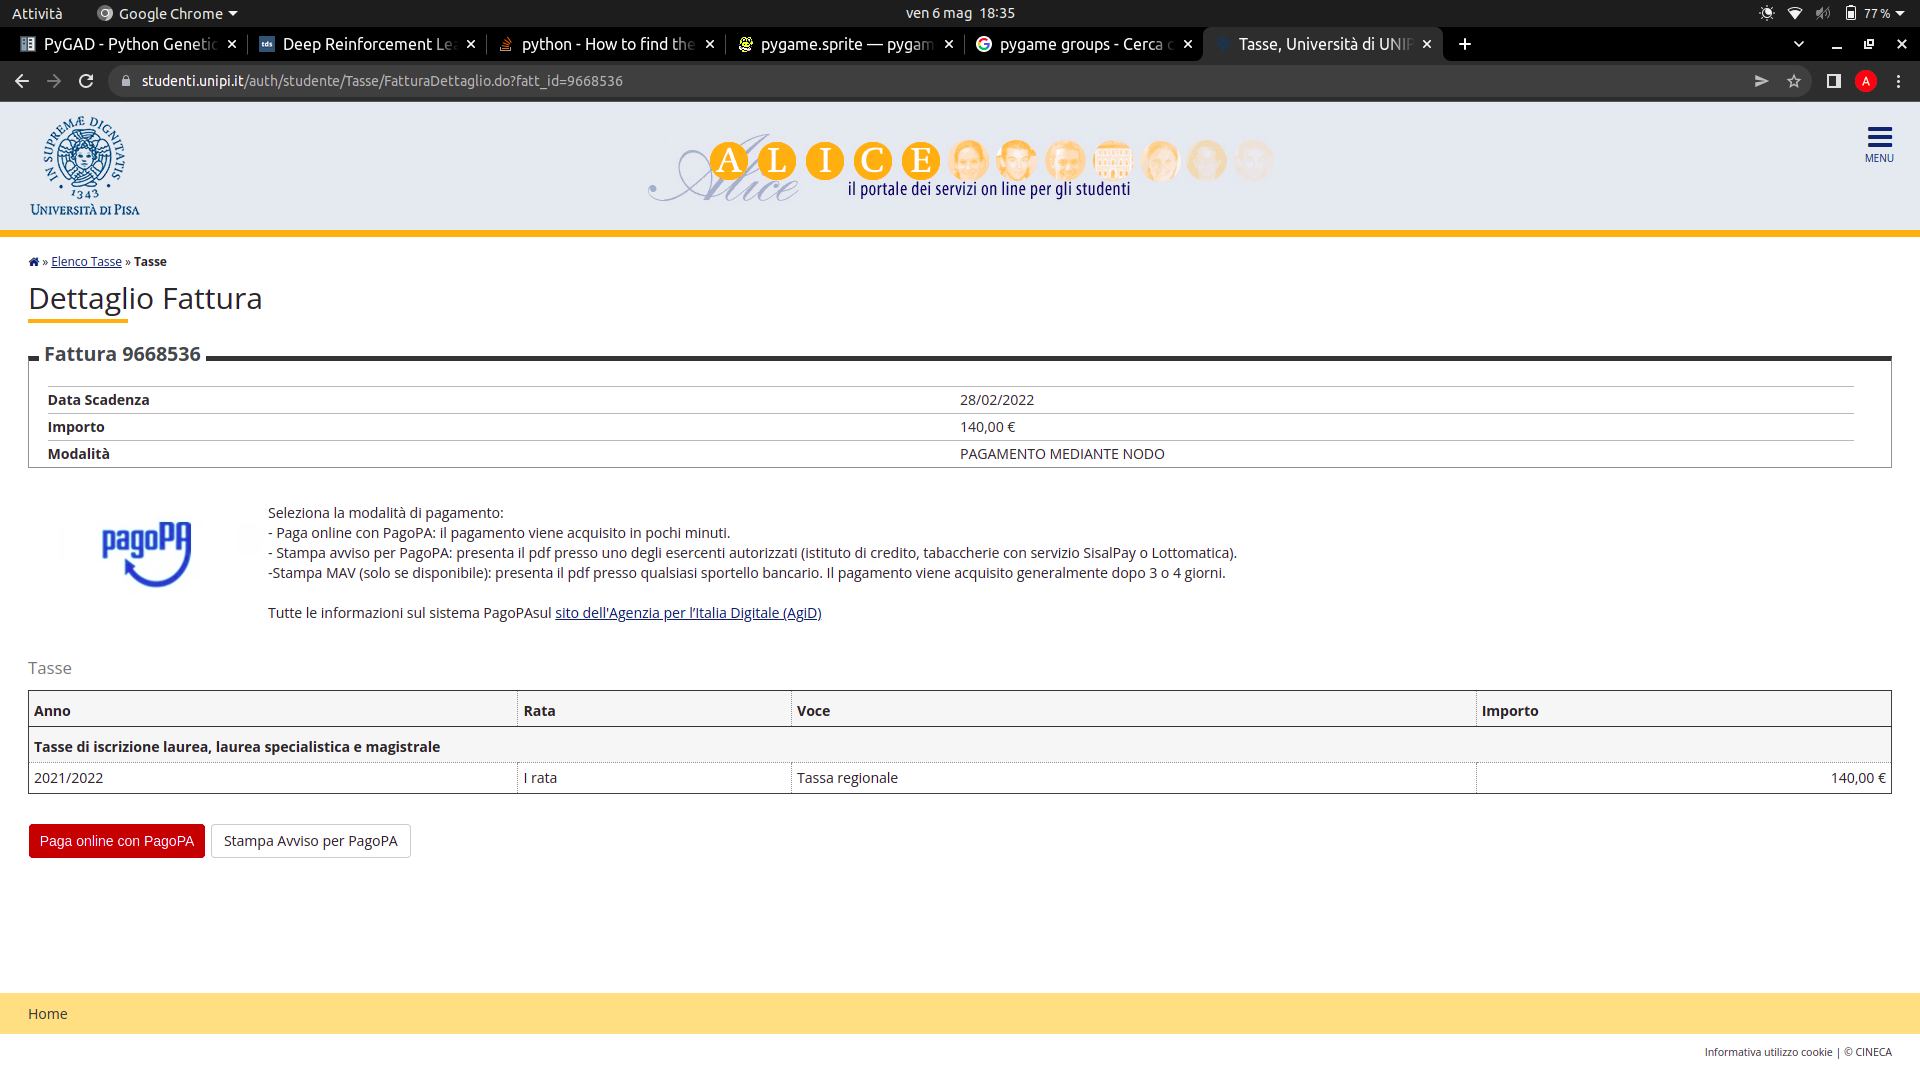 Attività
Google Chrome
ven 6 mag 18:35
77 %
PyGAD - Python Genetic
Deep Reinforcement Lea
python - How to find the
pygame.sprite — pygam
pygame groups - Cerca c
Tasse, Università di UNIP
studenti.unipi.it/auth/studente/Tasse/FatturaDettaglio.do?fatt_id=9668536
A
IN SUPREMÆ DIGNITATIS
1343
UNIVERSITÀ DI PISA
Alice
A L I C E
il portale dei servizi on line per gli studenti
MENU
» Elenco Tasse » Tasse
Dettaglio Fattura
Fattura 9668536
Data Scadenza 28/02/2022
Importo 140,00 €
Modalità PAGAMENTO MEDIANTE NODO
pagoPA
Seleziona la modalità di pagamento:
- Paga online con PagoPA: il pagamento viene acquisito in pochi minuti.
- Stampa avviso per PagoPA: presenta il pdf presso uno degli esercenti autorizzati (istituto di credito, tabaccherie con servizio SisalPay o Lottomatica).
-Stampa MAV (solo se disponibile): presenta il pdf presso qualsiasi sportello bancario. Il pagamento viene acquisito generalmente dopo 3 o 4 giorni.
Tutte le informazioni sul sistema PagoPAsul sito dell'Agenzia per l’Italia Digitale (AgiD)
Tasse
Anno Rata Voce Importo
Tasse di iscrizione laurea, laurea specialistica e magistrale
2021/2022 I rata Tassa regionale 140,00 €
Paga online con PagoPA
Stampa Avviso per PagoPA
Home
Informativa utilizzo cookie | © CINECA